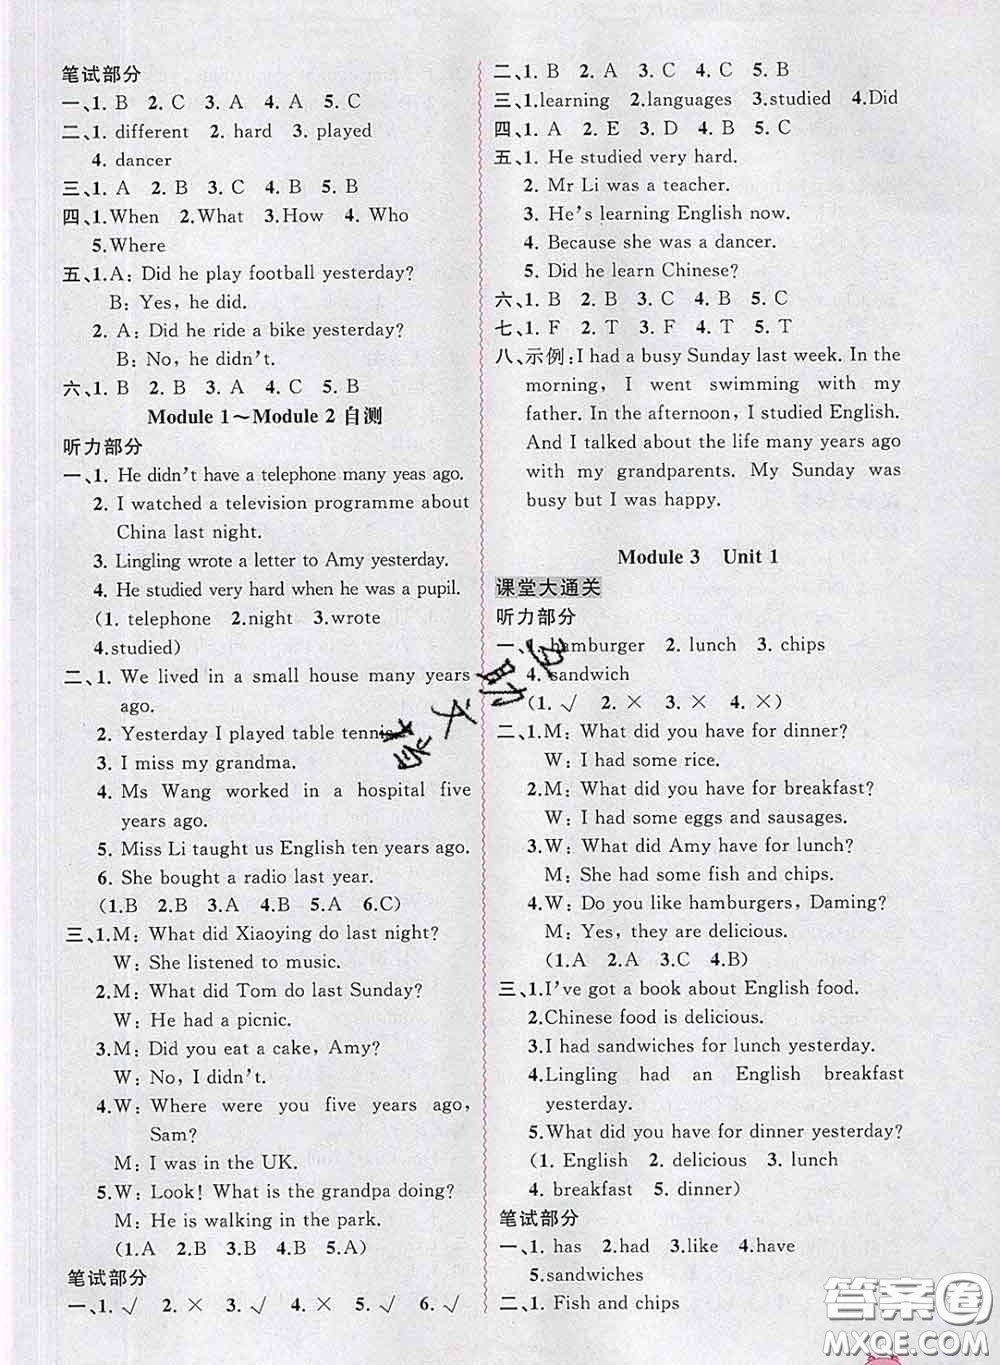 笔试部分
一、1. B 2. C 3. A 4. A 5. C
二、1. different 2. hard 3. played
4. dancer
三、1. A 2. B 3. C 4. B 5. B
四、1.When 2.What 3.How 4. Who
5.Where
五、1.A: Did he play football yesterday?
B: Yes, he did.
2. A: Did he ride a bike yesterday?
B: No, he didn't.
六、1. B 2. B 3. A 4. C 5. B
Module 1～Module 2 自测
听力部分
一、1. He didn't have a telephone many yeas ago.
2. I watched a television programme about
China last night.
3. Lingling wrote a letter to Amy yesterday.
4. He studied very hard when he was a pupil.
(1. telephone 2.night 3.wrote
4.studied)
二、1. We lived in a small house many years
ago.
2. Yesterday I played table tennis.
3. I miss my grandma.
4. Ms Wang worked in a hospital five
years ago.
5. Miss Li taught us English ten years ago.
6. She bought a radio last year.
(1.B 2.B 3.A 4.B 5.A 6.C)
三、1.M: What did Xiaoying do last night?
W: She listened to music.
2.M: What did Tom do last Sunday?
W: He had a picnic.
3.M: Did you eat a cake, Amy?
W: No, I didn't.
4.W: Where were you five years ago,
Sam?
M: I was in the UK.
5.W: Look! What is the grandpa doing?
M: He is walking in the park.
(1.A 2.B 3.B 4.B 5.A)
笔试部分
一、1. √ 2. × 3. √ 4. × 5. √ 6. √
二、1. B 2. A 3. C 4. C 5. B
三、1.learning 2.languages 3.studied 4.Did
四、1. A 2. E 3. D 4. B 5. C
五、1. He studied very hard.
2. Mr Li was a teacher.
3. He's learning English now.
4. Because she was a dancer.
5. Did he learn Chinese?
六、1. B 2. B 3. C 4. B 5. C
七、1. F 2. T 3. F 4. T 5. T
八、示例:I had a busy Sunday last week. In the
morning, I went swimming with my
father. In the afternoon, I studied English.
And I talked about the life many years ago
with my grandparents. My Sunday was
busy but I was happy.
Module 3 Unit 1
课堂大通关
听力部分
一、1. hamburger 2. lunch 3. chips
4. sandwich
(1. √ 2. × 3. × 4. ×)
二、1.M: What did you have for dinner?
W: I had some rice.
2.M: What did you have for breakfast?
W: I had some eggs and sausages.
3.W: What did Amy have for lunch?
M: She had some fish and chips.
4.W: Do you like hamburgers, Daming?
M: Yes, they are delicious.
(1.A 2.A 3.A 4.B)
三、1.I've got a book about English food.
2.Chinese food is delicious.
3.I had sandwiches for lunch yesterday.
4.Lingling had an English breakfast
yesterday.
5.What did you have for dinner yesterday?
(1. English 2. delicious 3. lunch
4. breakfast 5. dinner)
笔试部分
一、1. has 2.had 3.like 4.have
5.sandwiches
二、1. Fish and chips
答案圈
MXQE.COM